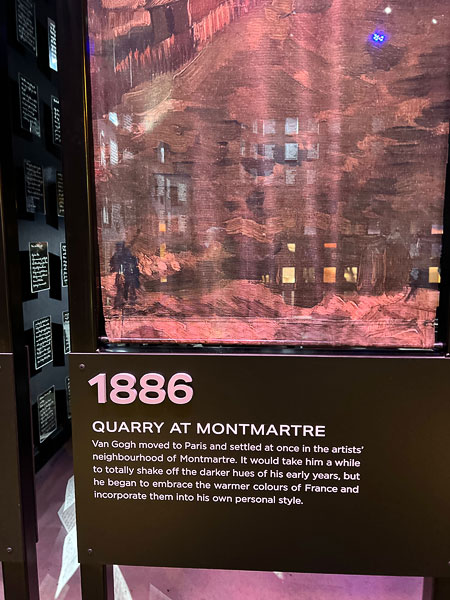 1886
QUARRY AT MONTMARTRE
Van Gogh moved to Paris and settled at once in the artists'
neighbourhood of Montmartre. It would take him a while
to totally shake off the darker hues of his early years, but
he began to embrace the warmer colours of France and
incorporate them into his own personal style.